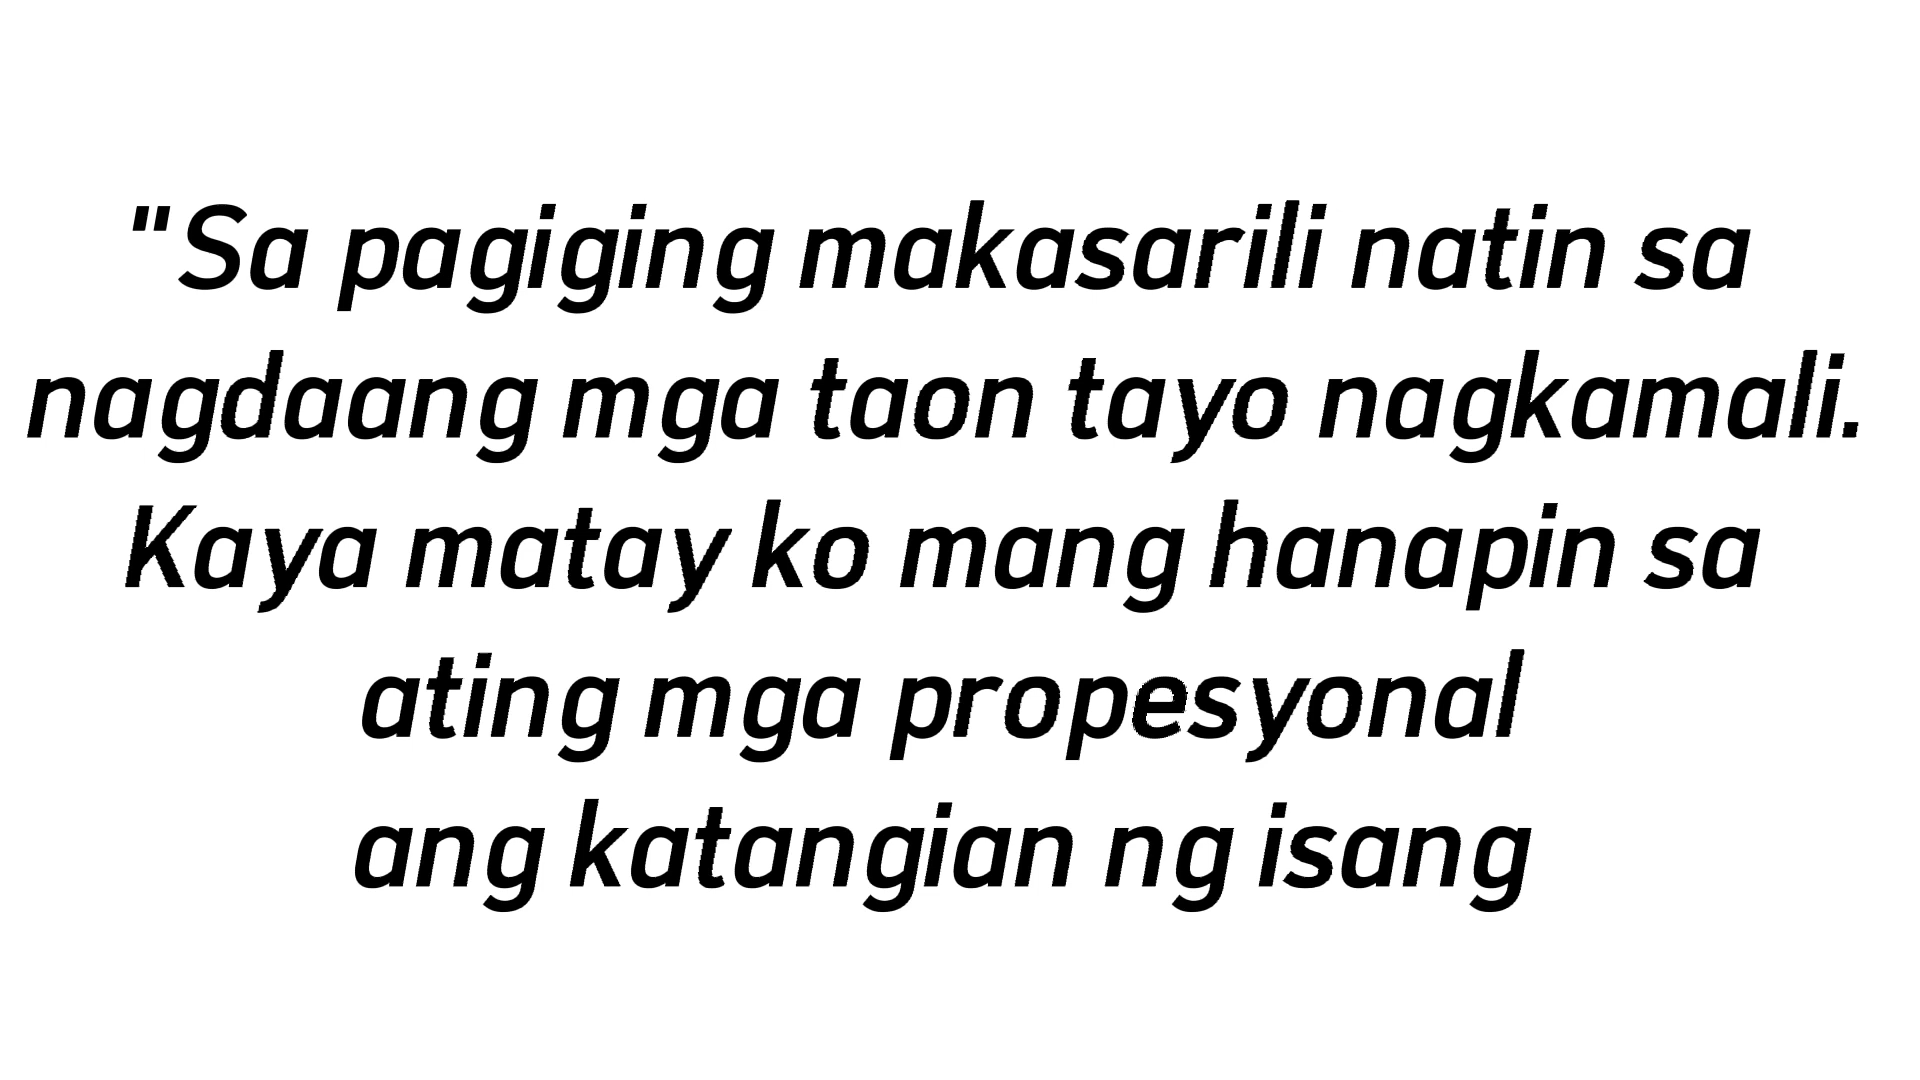 "Sa pagiging makasarili natin sa
nagdaang mga taon tayo nagkamali.
Kaya matay ko mang hanapin sa
ating mga propesyonal
ang katangian ng isang